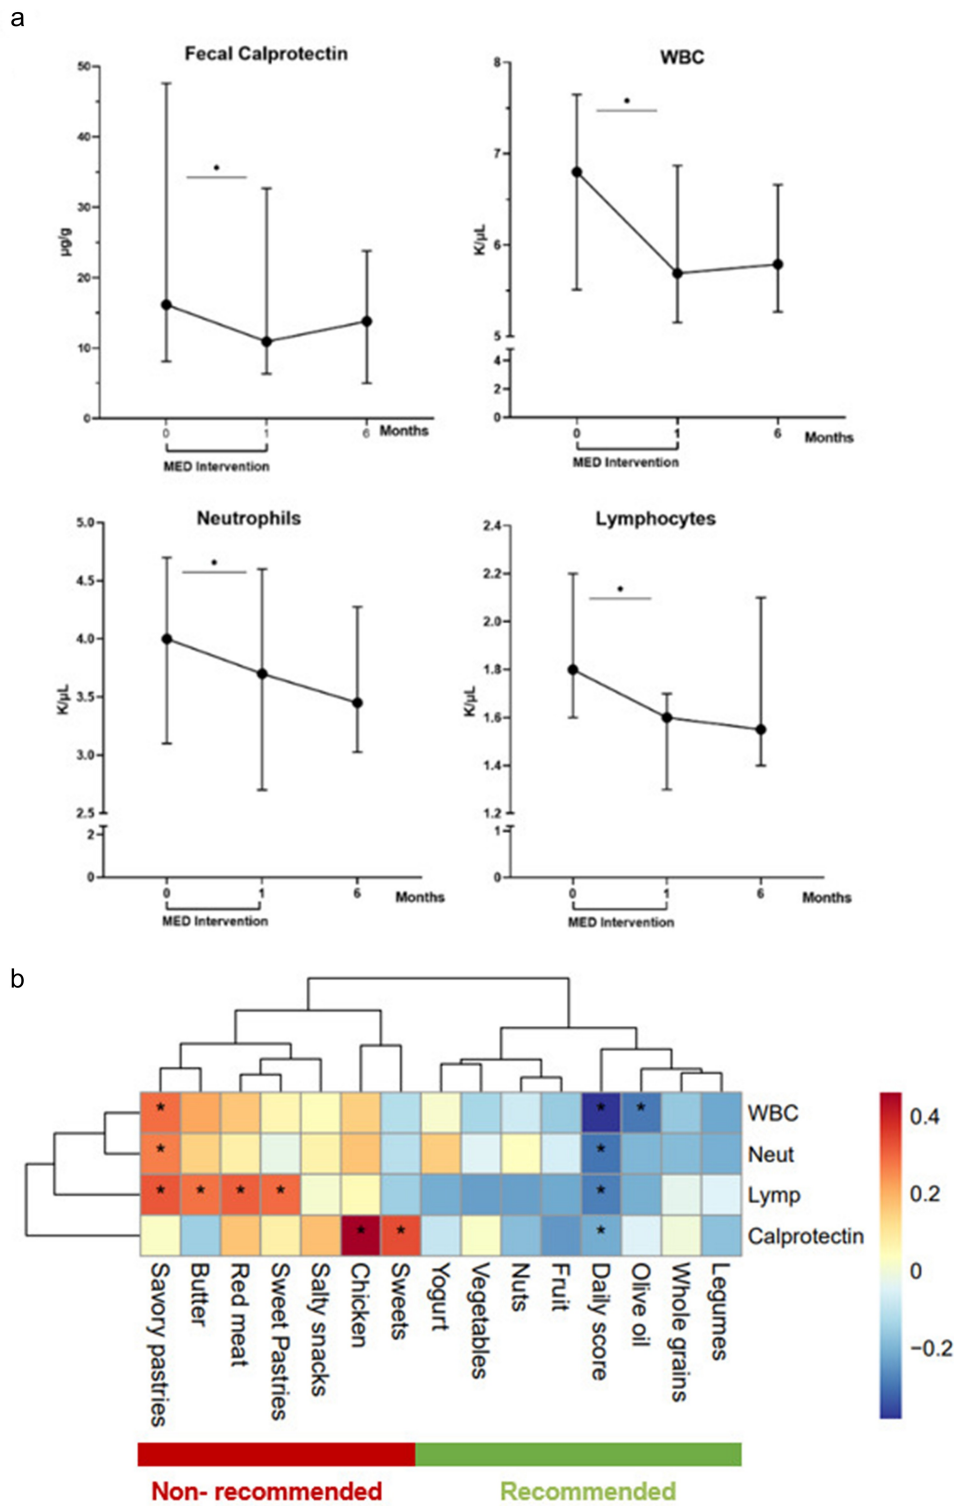 a
Fecal Calprotectin
WBC
50
40
30
20
10
0
µg/g
0
1
6
Months
MED Intervention
8
7
6
5
4
2
0
K/µL
0
1
6
Months
MED Intervention
Neutrophils
Lymphocytes
5.0
4.5
4.0
3.5
3.0
2.5
2
0
K/µL
0
1
6
Months
MED Intervention
2.4
2.2
2.0
1.8
1.6
1.4
1.2
1
0
K/µL
0
1
6
Months
MED Intervention
b
* * * WBC
* * Neut
* * * * * Lymp
* * * Calprotectin
Savory pastries
Butter
Red meat
Sweet Pastries
Salty snacks
Chicken
Sweets
Yogurt
Vegetables
Nuts
Fruit
Daily score
Olive oil
Whole grains
Legumes
0.4
0.2
0
−0.2
Non- recommended
Recommended